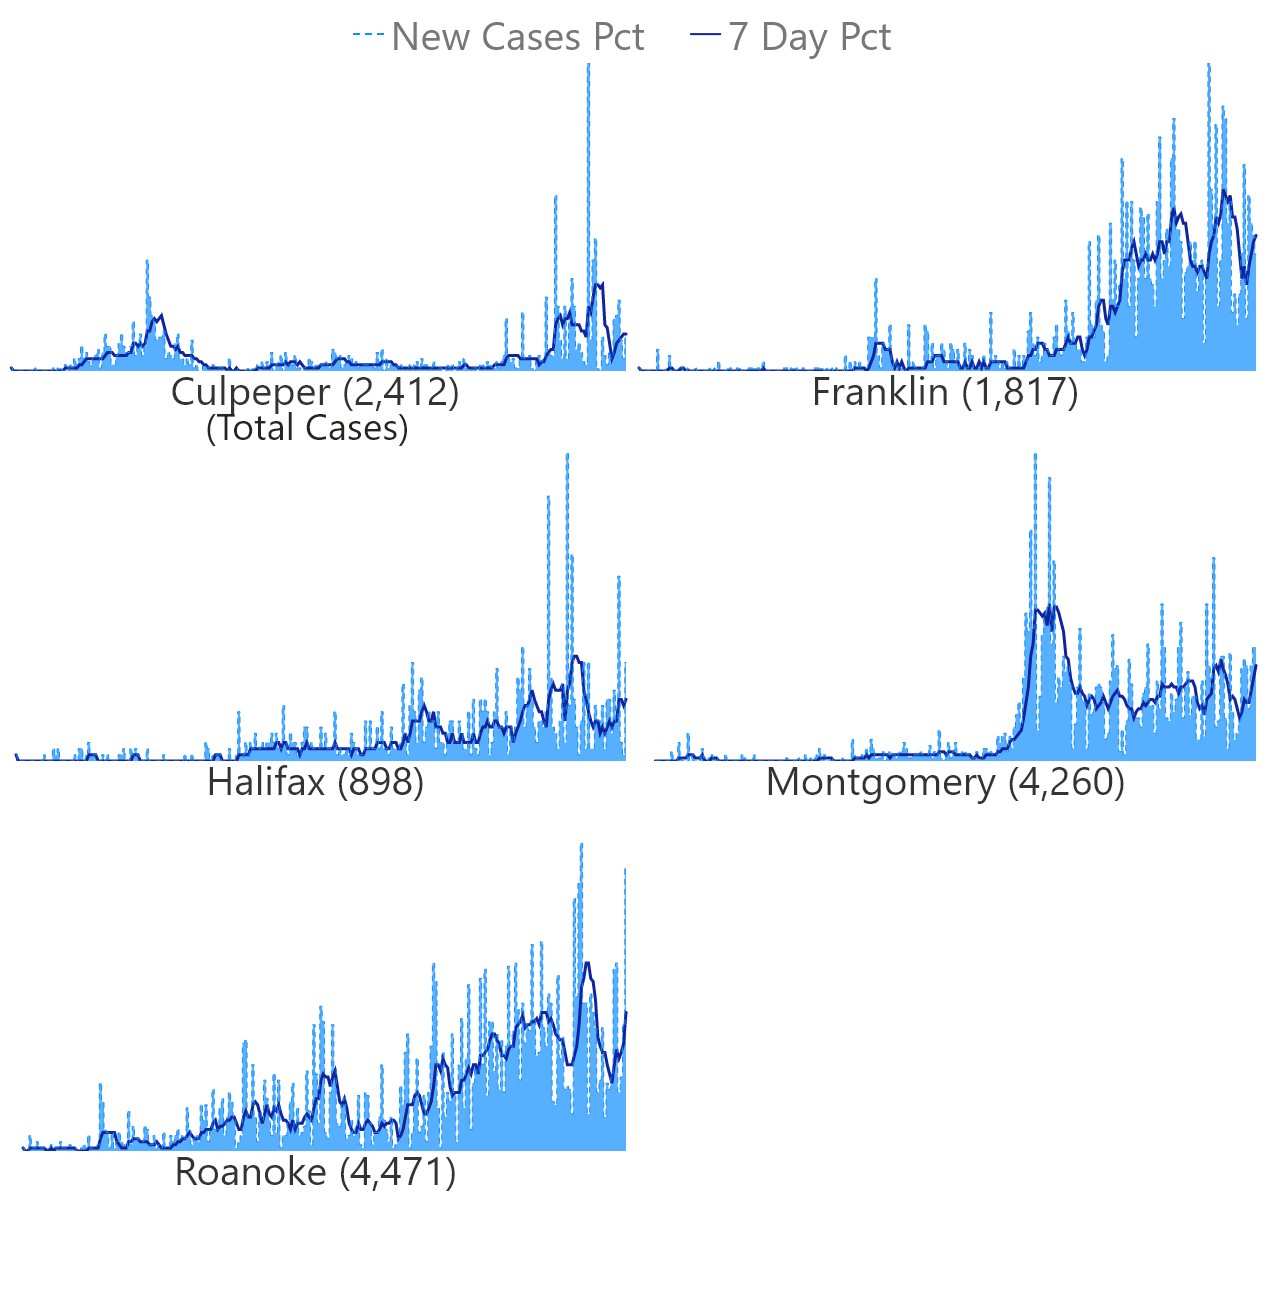 New Cases Pct 7 Day Pct
Culpeper (2,412)
(Total Cases)
Franklin (1,817)
Halifax (898)
Montgomery (4,260)
Roanoke (4,471)